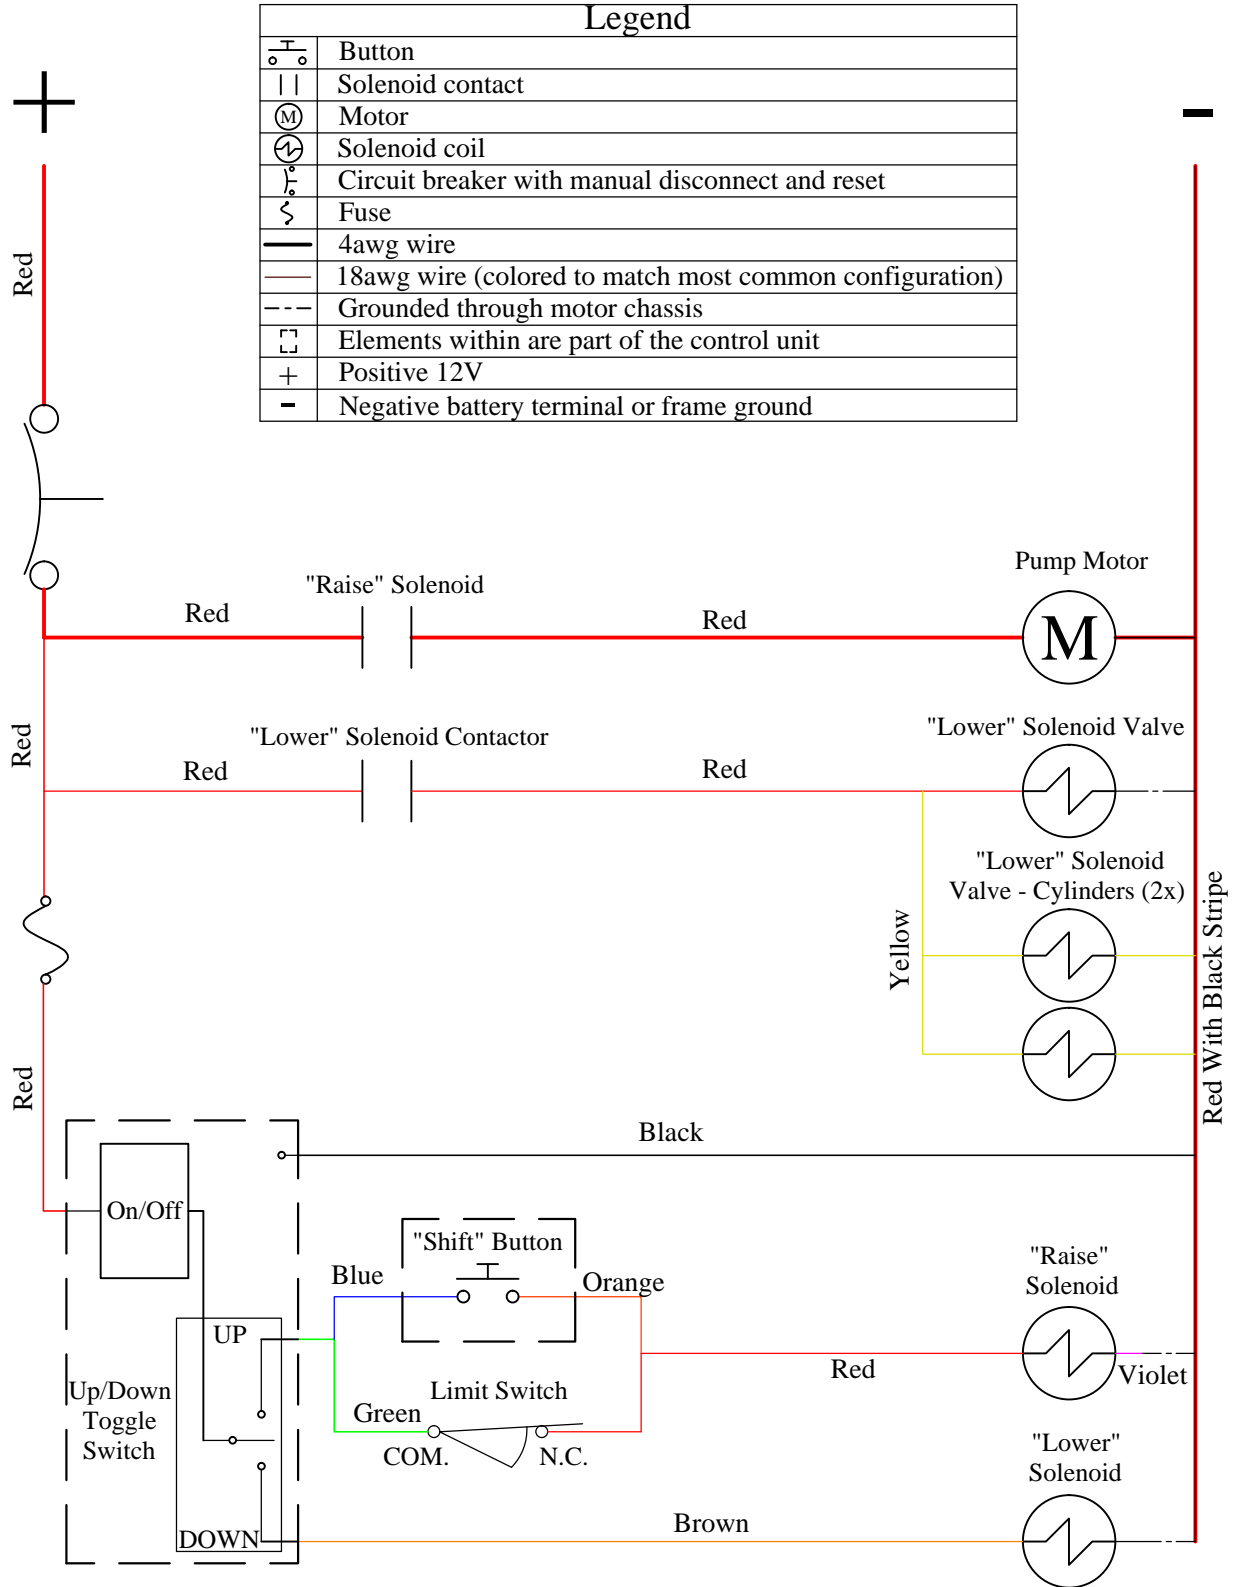 Legend
Button
Solenoid contact
M Motor
Solenoid coil
Circuit breaker with manual disconnect and reset
Fuse
4awg wire
18awg wire (colored to match most common configuration)
Grounded through motor chassis
Elements within are part of the control unit
+ Positive 12V
- Negative battery terminal or frame ground
+
-
Red
Pump Motor
"Raise" Solenoid
Red
Red
M
Red
"Lower" Solenoid Contactor
"Lower" Solenoid Valve
Red
Red
"Lower" Solenoid
Valve - Cylinders (2x)
Yellow
Red With Black Stripe
Red
Black
On/Off
"Shift" Button
Blue
Orange
"Raise"
Solenoid
UP
Red
Violet
Up/Down
Toggle
Switch
Limit Switch
Green
COM.
N.C.
"Lower"
Solenoid
DOWN
Brown